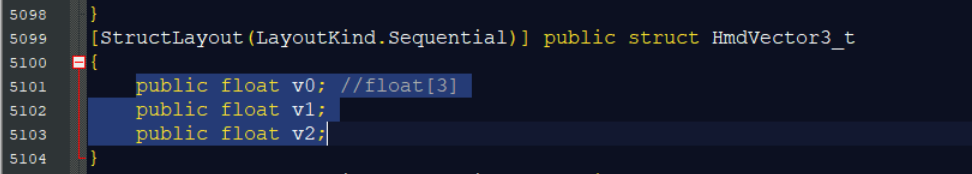 5098 }
5099 [StructLayout(LayoutKind.Sequential)] public struct HmdVector3_t
5100 {
5101 public float v0; //float[3]
5102 public float v1;
5103 public float v2;
5104 }